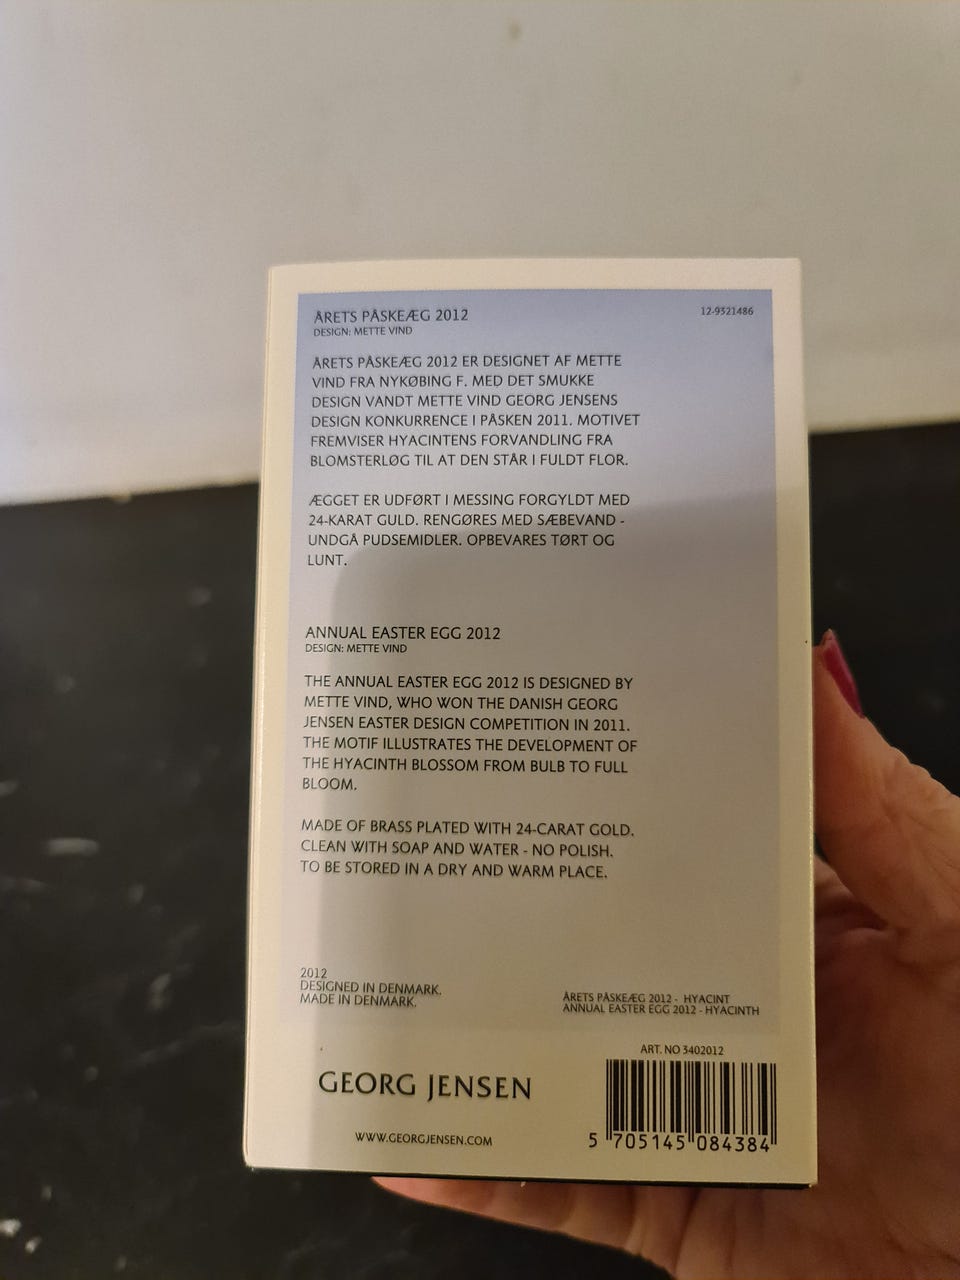 ÅRETS PÅSKEÆG 2012
12-9321486
DESIGN: METTE VIND
ÅRETS PÅSKEÆG 2012 ER DESIGNET AF METTE
VIND FRA NYKØBING F. MED DET SMUKKE
DESIGN VANDT METTE VIND GEORG JENSENS
DESIGN KONKURRENCE I PÅSKEN 2011. MOTIVET
FREMVISER HYACINTENS FORVANDLING FRA
BLOMSTERLØG TIL AT DEN STÅR I FULDT FLOR.
ÆGGET ER UDFØRT I MESSING FORGYLDT MED
24-KARAT GULD. RENGØRES MED SÆBEVAND -
UNDGÅ PUDSEMIDLER. OPBEVARES TØRT OG
LUNT.
ANNUAL EASTER EGG 2012
DESIGN: METTE VIND
THE ANNUAL EASTER EGG 2012 IS DESIGNED BY
METTE VIND, WHO WON THE DANISH GEORG
JENSEN EASTER DESIGN COMPETITION IN 2011.
THE MOTIF ILLUSTRATES THE DEVELOPMENT OF
THE HYACINTH BLOSSOM FROM BULB TO FULL
BLOOM.
MADE OF BRASS PLATED WITH 24-CARAT GOLD.
CLEAN WITH SOAP AND WATER - NO POLISH.
TO BE STORED IN A DRY AND WARM PLACE.
2012
DESIGNED IN DENMARK.
MADE IN DENMARK.
ÅRETS PÅSKEÆG 2012 - HYACINT
ANNUAL EASTER EGG 2012 - HYACINTH
ART. NO 3402012
GEORG JENSEN
WWW.GEORGJENSEN.COM
5 705145 084384